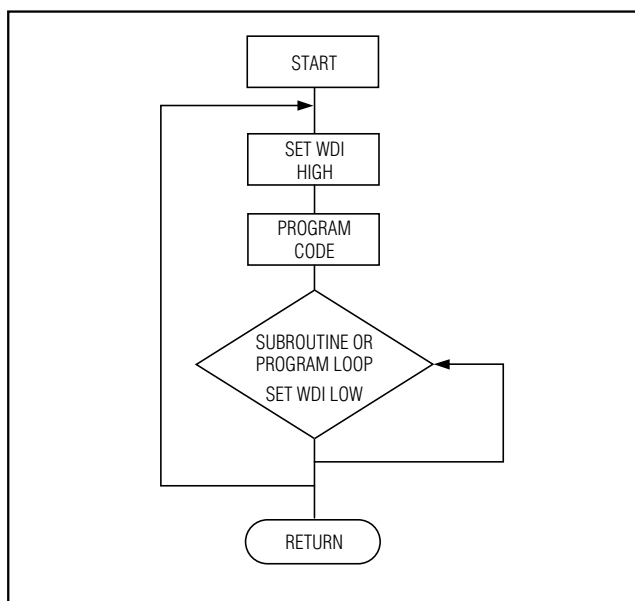 START
SET WDI
HIGH
PROGRAM
CODE
SUBROUTINE OR
PROGRAM LOOP
SET WDI LOW
RETURN